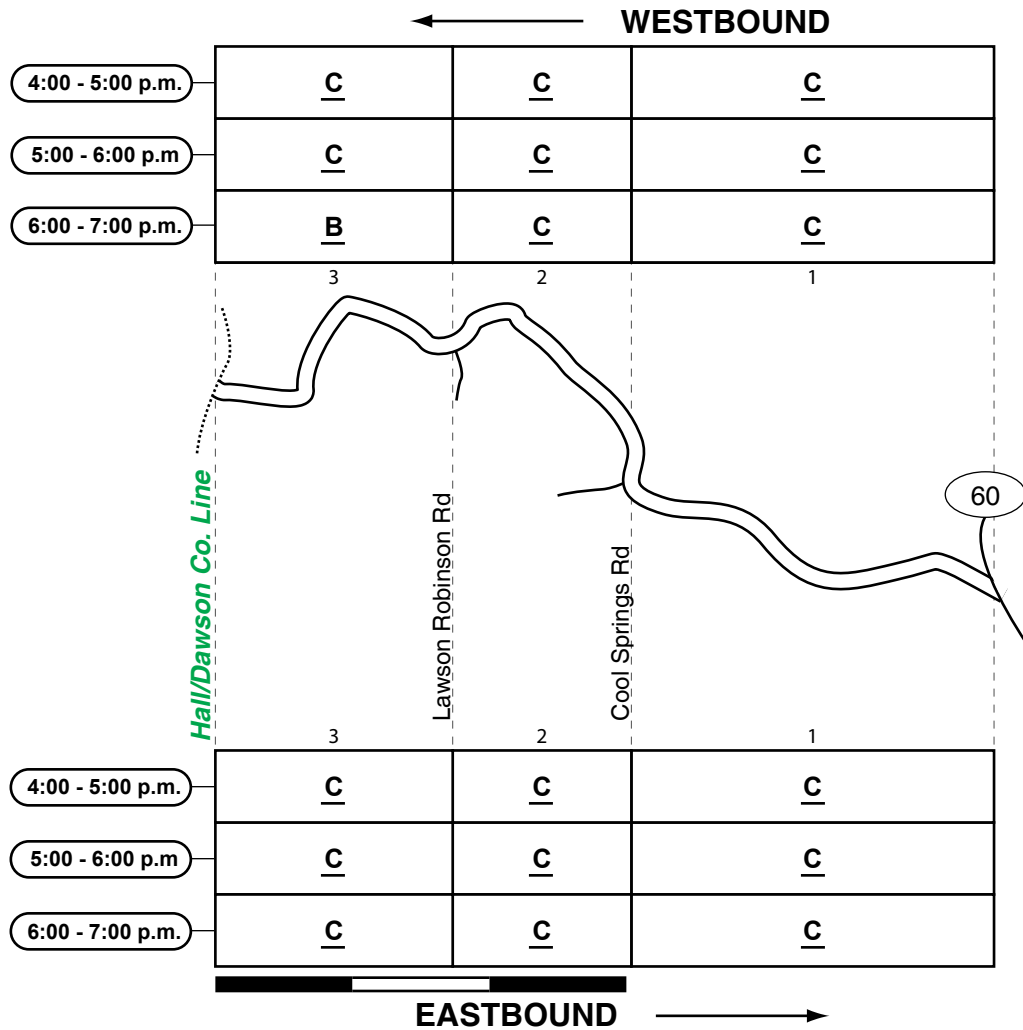 WESTBOUND
4:00 - 5:00 p.m. C C C
5:00 - 6:00 p.m C C C
6:00 - 7:00 p.m. B C C
3 2 1
60
Hall/Dawson Co. Line
Lawson Robinson Rd
Cool Springs Rd
3 2 1
4:00 - 5:00 p.m. C C C
5:00 - 6:00 p.m C C C
6:00 - 7:00 p.m. C C C
EASTBOUND